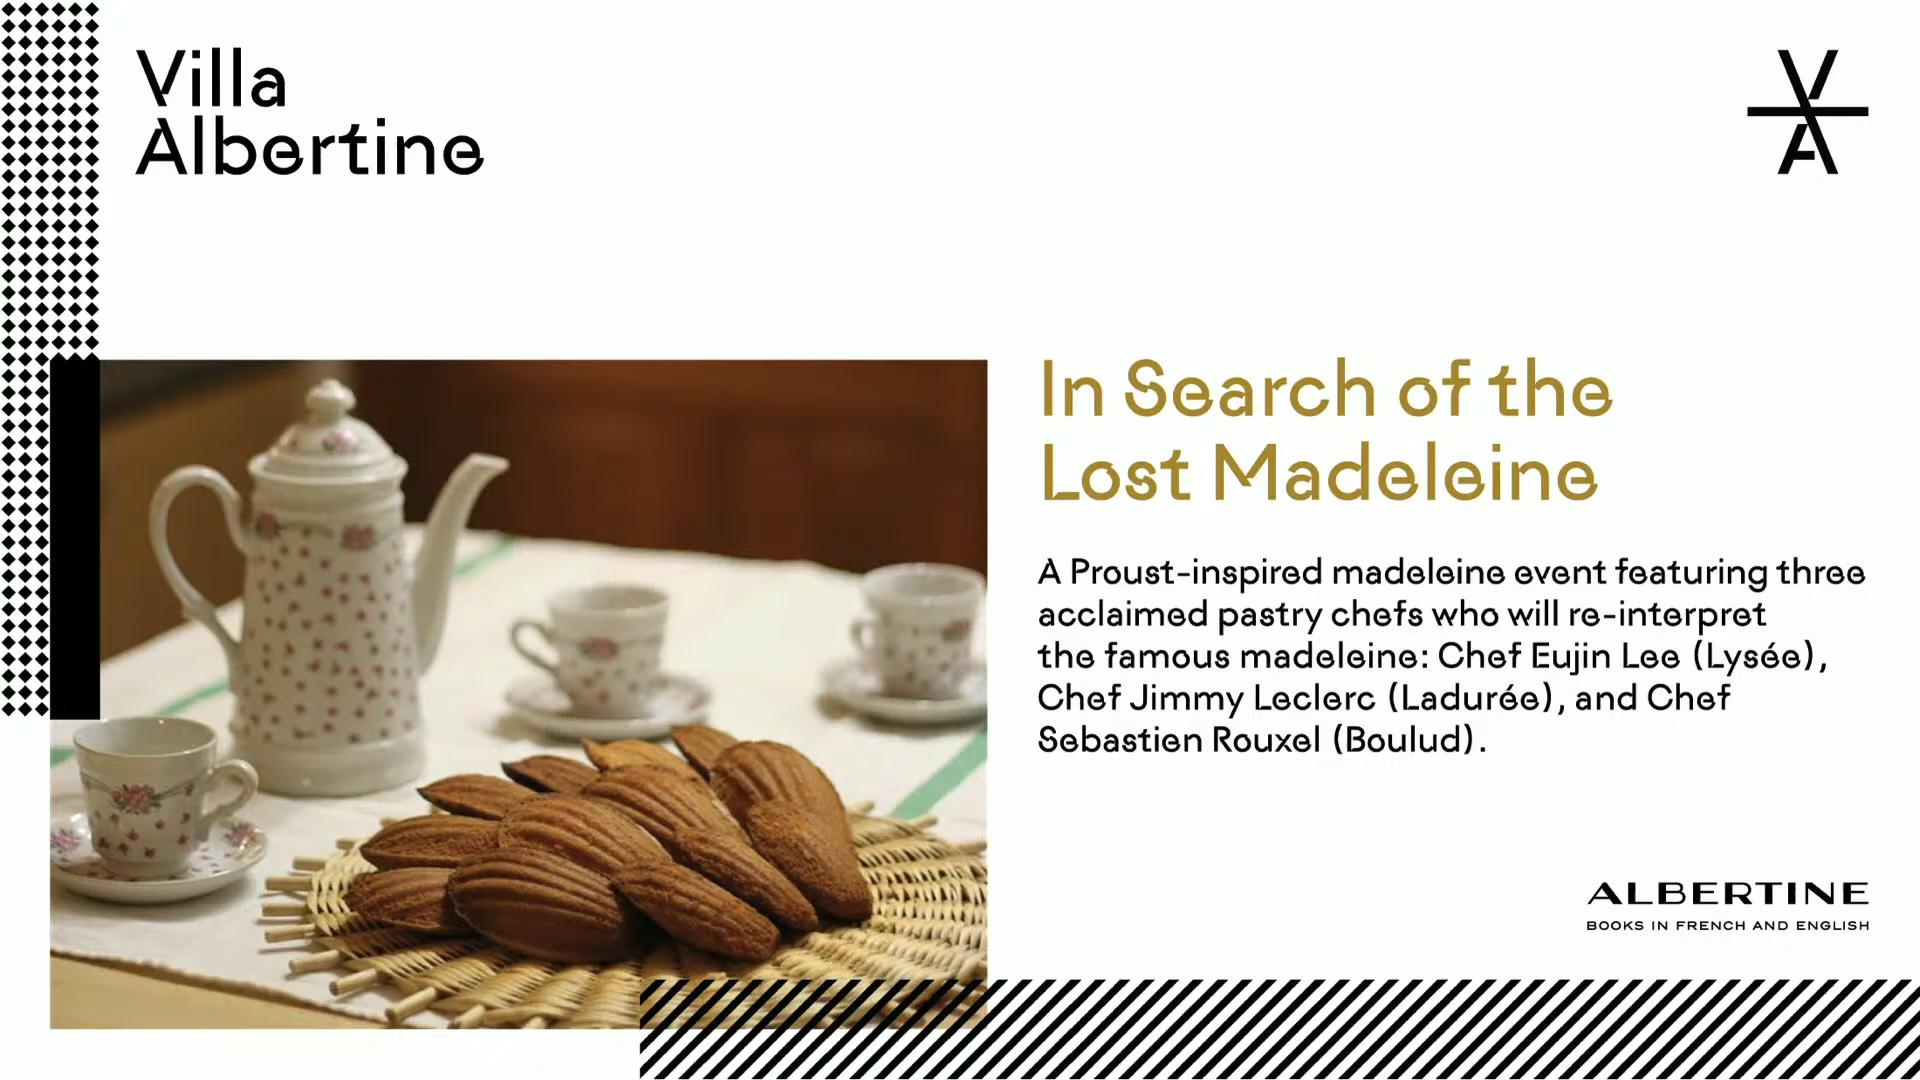 Villa
Albertine
VA
In Search of the
Lost Madeleine
A Proust-inspired madeleine event featuring three
acclaimed pastry chefs who will re-interpret
the famous madeleine: Chef Eujin Lee (Lysée),
Chef Jimmy Leclerc (Ladurée), and Chef
Sebastien Rouxel (Boulud).
ALBERTINE
BOOKS IN FRENCH AND ENGLISH